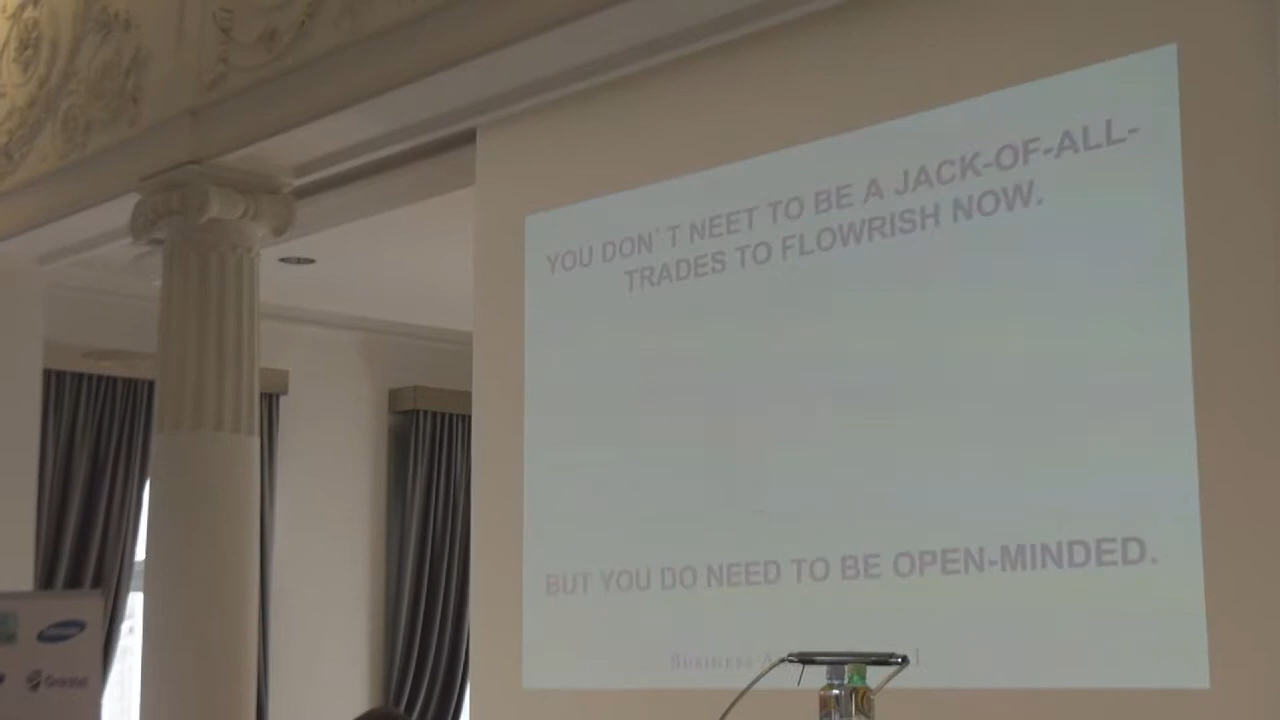 YOU DON'T NEET TO BE A JACK-OF-ALL-
TRADES TO FLOWRISH NOW.
BUT YOU DO NEED TO BE OPEN-MINDED.
BUSINESS